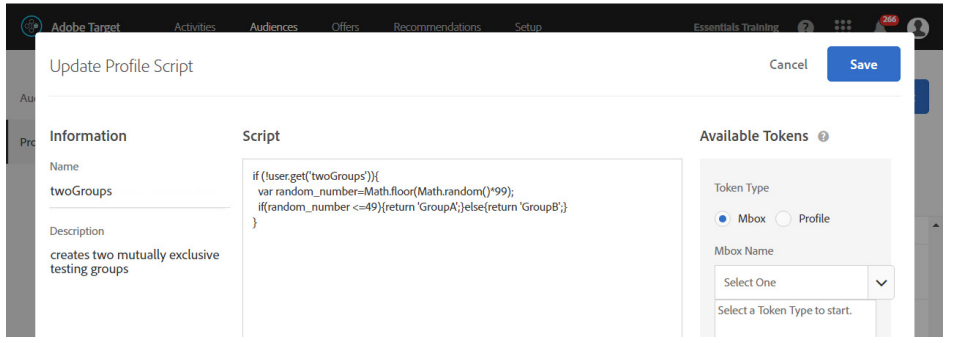 Adobe Target Activities Audiences Offers Recommendations Setup Essentials Training ? 266
Update Profile Script Cancel Save
Au
Pro
Information Script Available Tokens ?
Name
twoGroups
Description
creates two mutually exclusive
testing groups
if (!user.get('twoGroups')){
var random_number=Math.floor(Math.random()*99);
if(random_number <=49){return 'GroupA';}else{return 'GroupB';}
}
Token Type
Mbox Profile
Mbox Name
Select One
Select a Token Type to start.